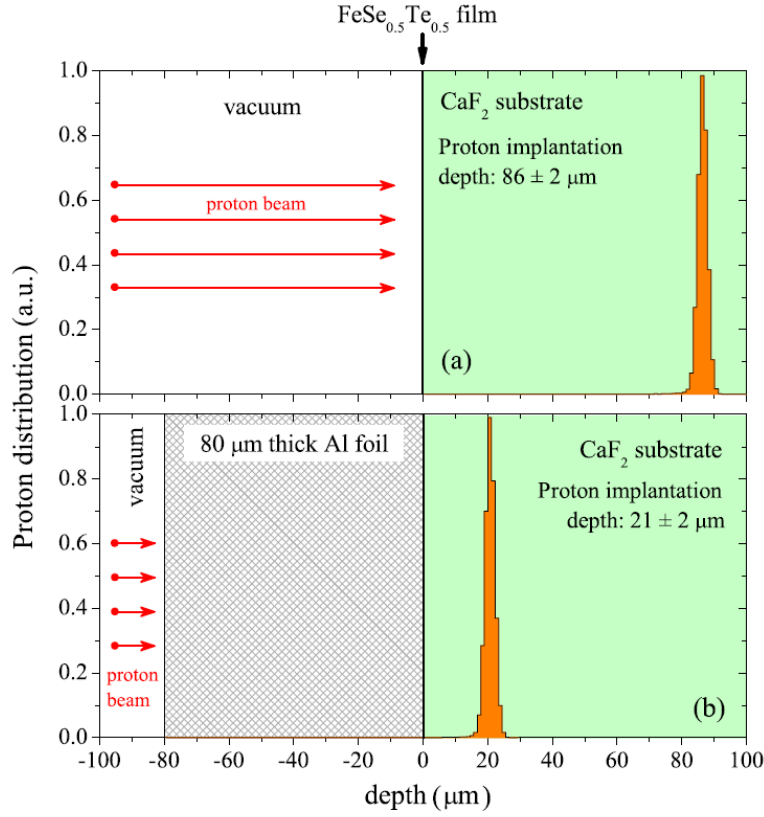 FeSe0.5Te0.5 film
1.0
0.8
0.6
0.4
0.2
0.0
vacuum
proton beam
CaF2 substrate
Proton implantation
depth: 86 ± 2 μm
(a)
Proton distribution (a.u.)
1.0
0.8
0.6
0.4
0.2
0.0
vacuum
proton
beam
80 μm thick Al foil
CaF2 substrate
Proton implantation
depth: 21 ± 2 μm
(b)
-100 -80 -60 -40 -20 0 20 40 60 80 100
depth (μm)